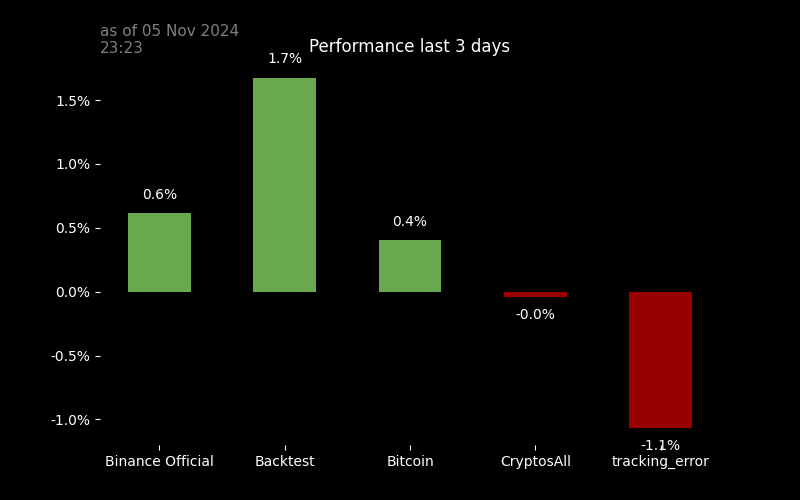 as of 05 Nov 2024
23:23
Performance last 3 days
1.7%
1.5%
1.0%
0.6%
0.5%
0.4%
0.0%
-0.0%
-0.5%
-1.0%
-1.1%
Binance Official
Backtest
Bitcoin
CryptosAll
tracking_error